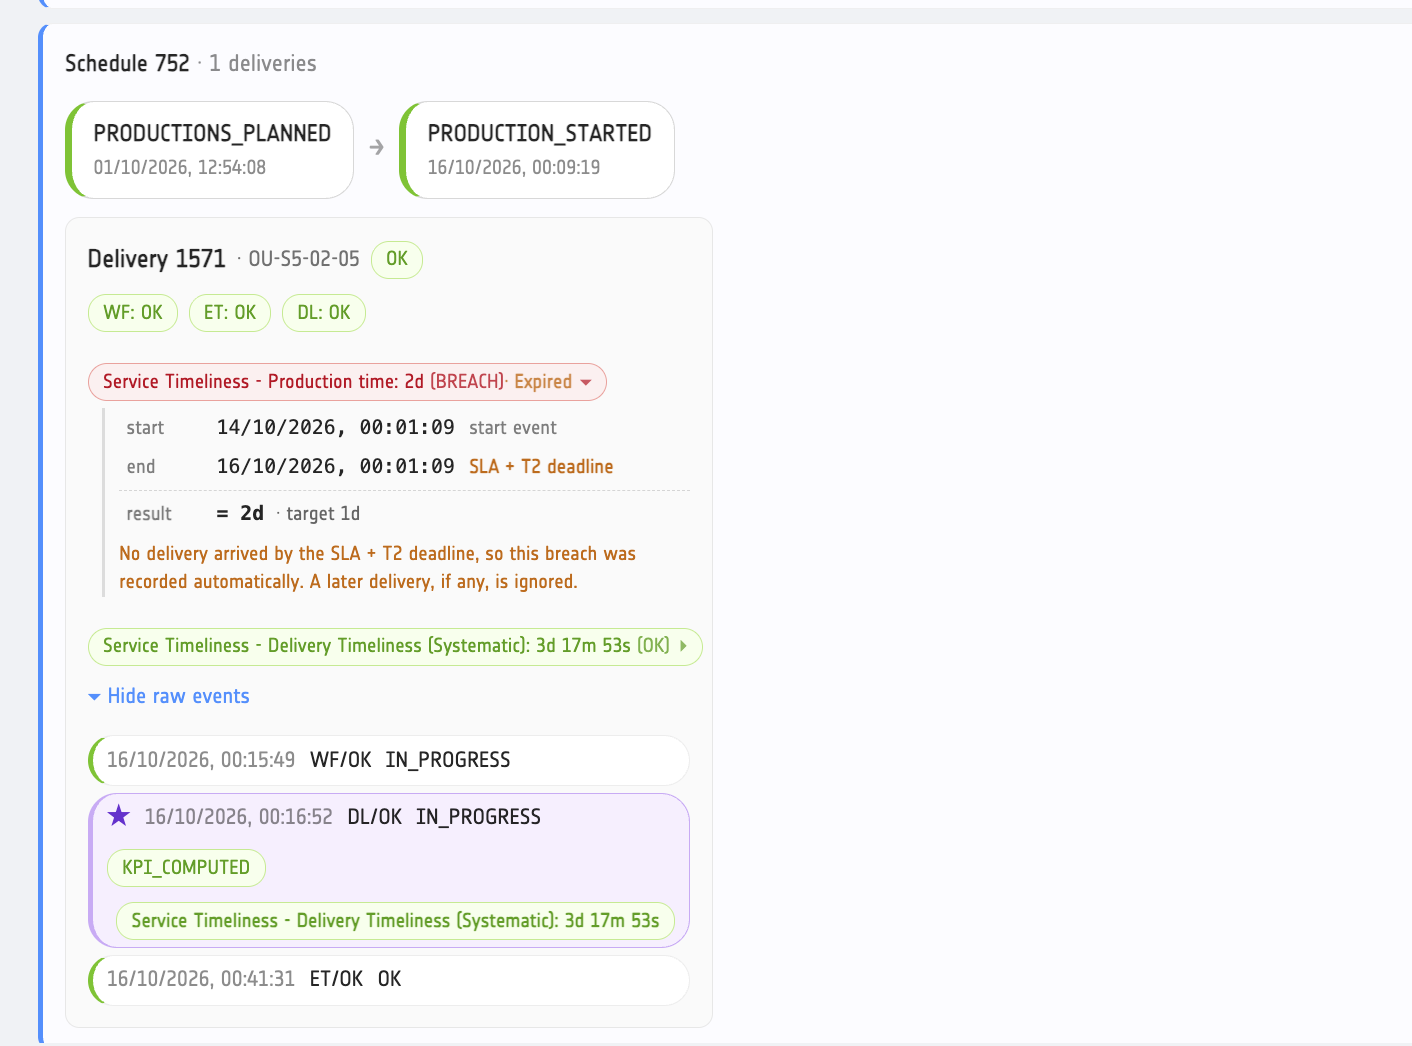 Schedule 752 · 1 deliveries
PRODUCTIONS_PLANNED
01/10/2026, 12:54:08
→
PRODUCTION_STARTED
16/10/2026, 00:09:19
Delivery 1571 · OU-S5-02-05 OK
WF: OK ET: OK DL: OK
Service Timeliness - Production time: 2d (BREACH)· Expired
start 14/10/2026, 00:01:09 start event
end 16/10/2026, 00:01:09 SLA + T2 deadline
result = 2d · target 1d
No delivery arrived by the SLA + T2 deadline, so this breach was
recorded automatically. A later delivery, if any, is ignored.
Service Timeliness - Delivery Timeliness (Systematic): 3d 17m 53s (OK)
Hide raw events
16/10/2026, 00:15:49 WF/OK IN_PROGRESS
★ 16/10/2026, 00:16:52 DL/OK IN_PROGRESS
KPI_COMPUTED
Service Timeliness - Delivery Timeliness (Systematic): 3d 17m 53s
16/10/2026, 00:41:31 ET/OK OK